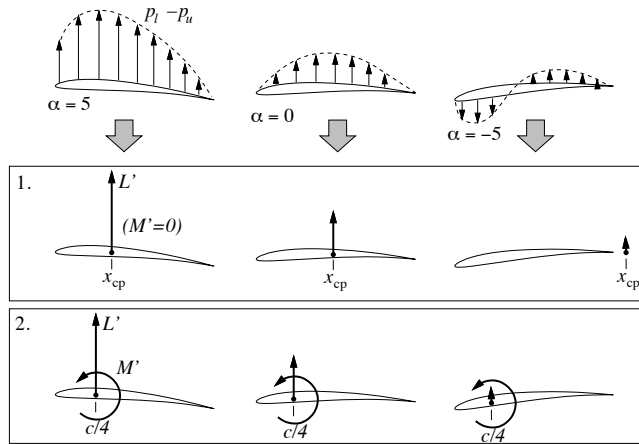 p_l − p_u
α = 5
α = 0
α = −5
1.
L'
(M'=0)
x_cp
x_cp
x_cp
2.
L'
M'
c/4
c/4
c/4